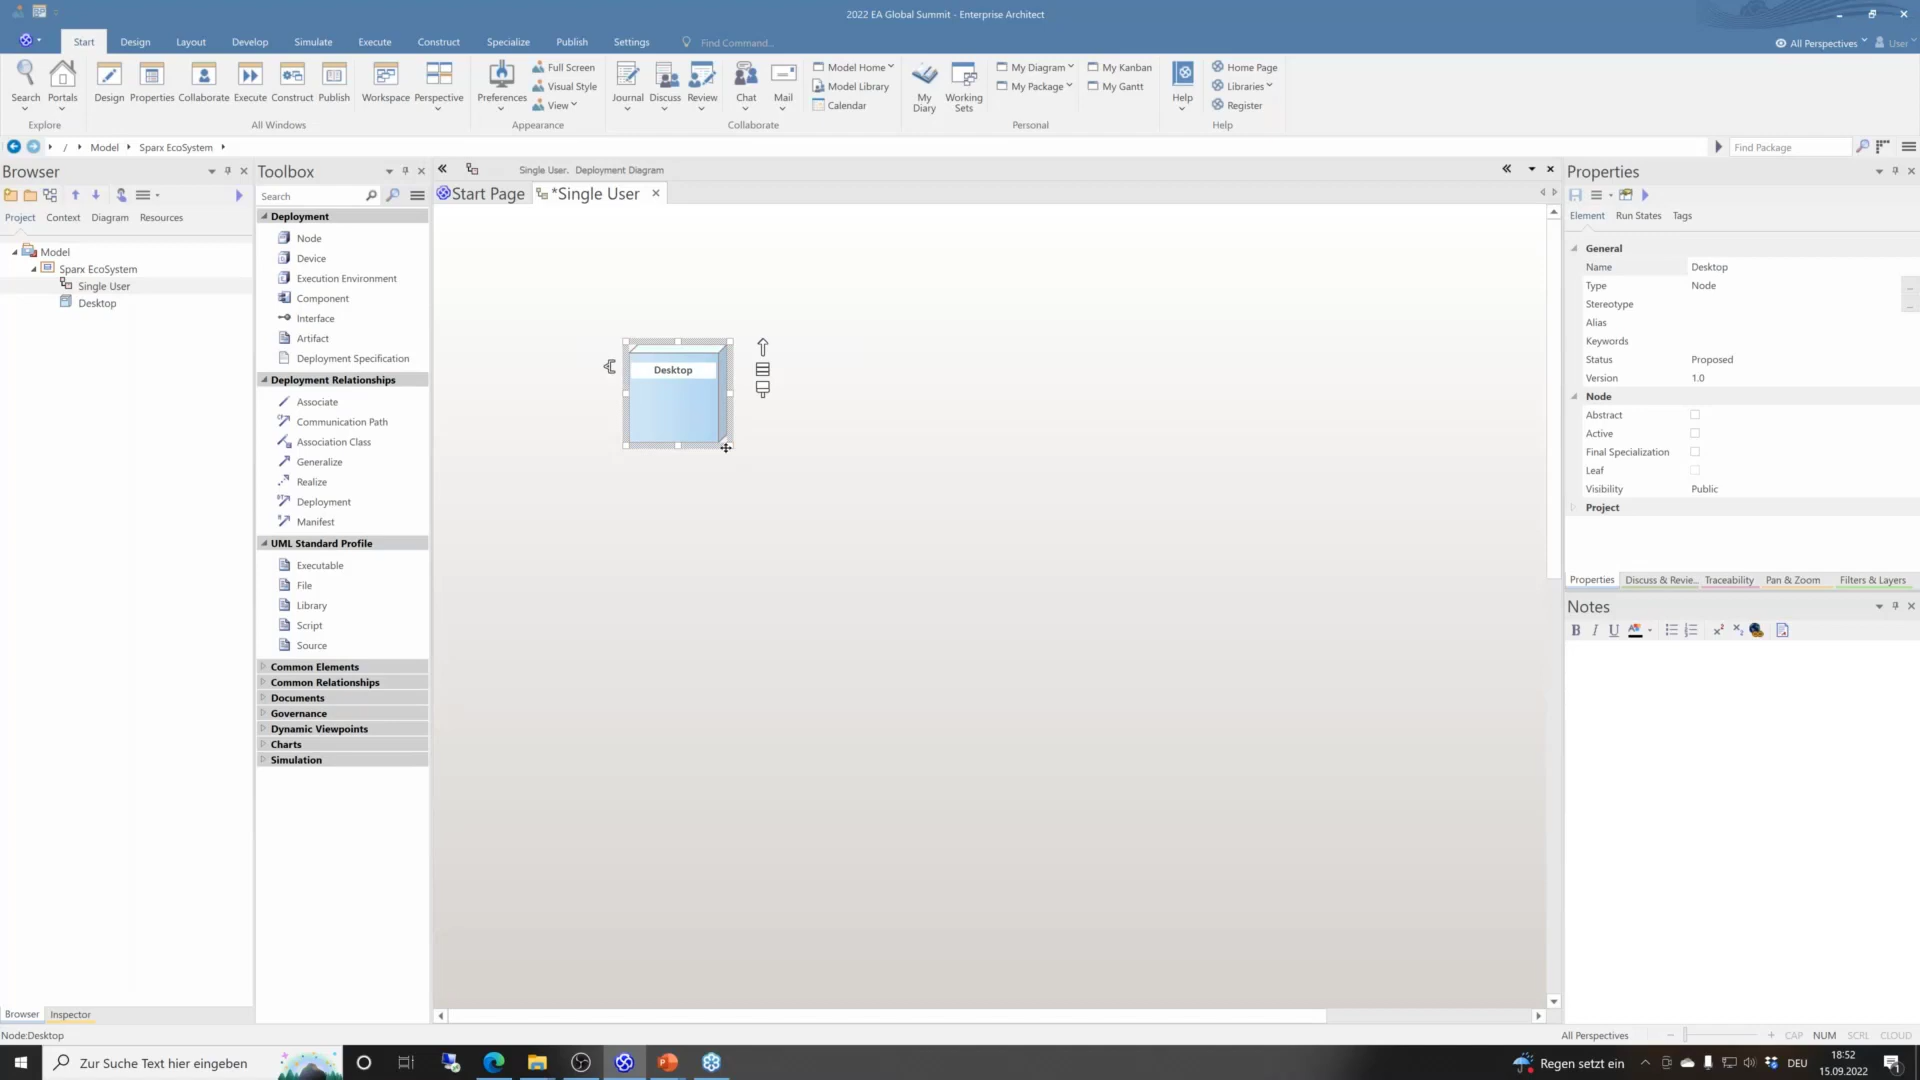 2022 EA Global Summit - Enterprise Architect
Start
Design
Layout
Develop
Simulate
Execute
Construct
Specialize
Publish
Settings
Find Command...
All Perspectives
User
Search
Portals
Explore
Design
Properties
Collaborate
Execute
Construct
Publish
Workspace
Perspective
All Windows
Preferences
Full Screen
Visual Style
View
Appearance
Journal
Discuss
Review
Chat
Mail
Model Home
Model Library
Calendar
Collaborate
My Diary
Working Sets
My Diagram
My Package
My Kanban
My Gantt
Personal
Help
Home Page
Libraries
Register
Help
/
Model
Sparx EcoSystem
Find Package
Browser
Project
Context
Diagram
Resources
Model
Sparx EcoSystem
Single User
Desktop
Toolbox
Search
Deployment
Node
Device
Execution Environment
Component
Interface
Artifact
Deployment Specification
Deployment Relationships
Associate
Communication Path
Association Class
Generalize
Realize
Deployment
Manifest
UML Standard Profile
Executable
File
Library
Script
Source
Common Elements
Common Relationships
Documents
Governance
Dynamic Viewpoints
Charts
Simulation
Single User. Deployment Diagram
Start Page
*Single User
Desktop
Properties
Element
Run States
Tags
General
Name Desktop
Type Node
Stereotype
Alias
Keywords
Status Proposed
Version 1.0
Node
Abstract
Active
Final Specialization
Leaf
Visibility Public
Project
Properties
Discuss & Revie...
Traceability
Pan & Zoom
Filters & Layers
Notes
Browser
Inspector
Node:Desktop
All Perspectives
CAP
NUM
SCRL
CLOUD
Zur Suche Text hier eingeben
Regen setzt ein
DEU
18:52
15.09.2022